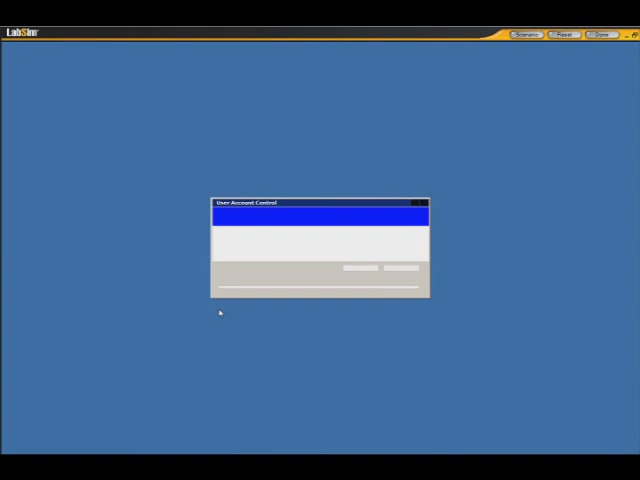 LabSim
Scenario
Reset
Done
User Account Control